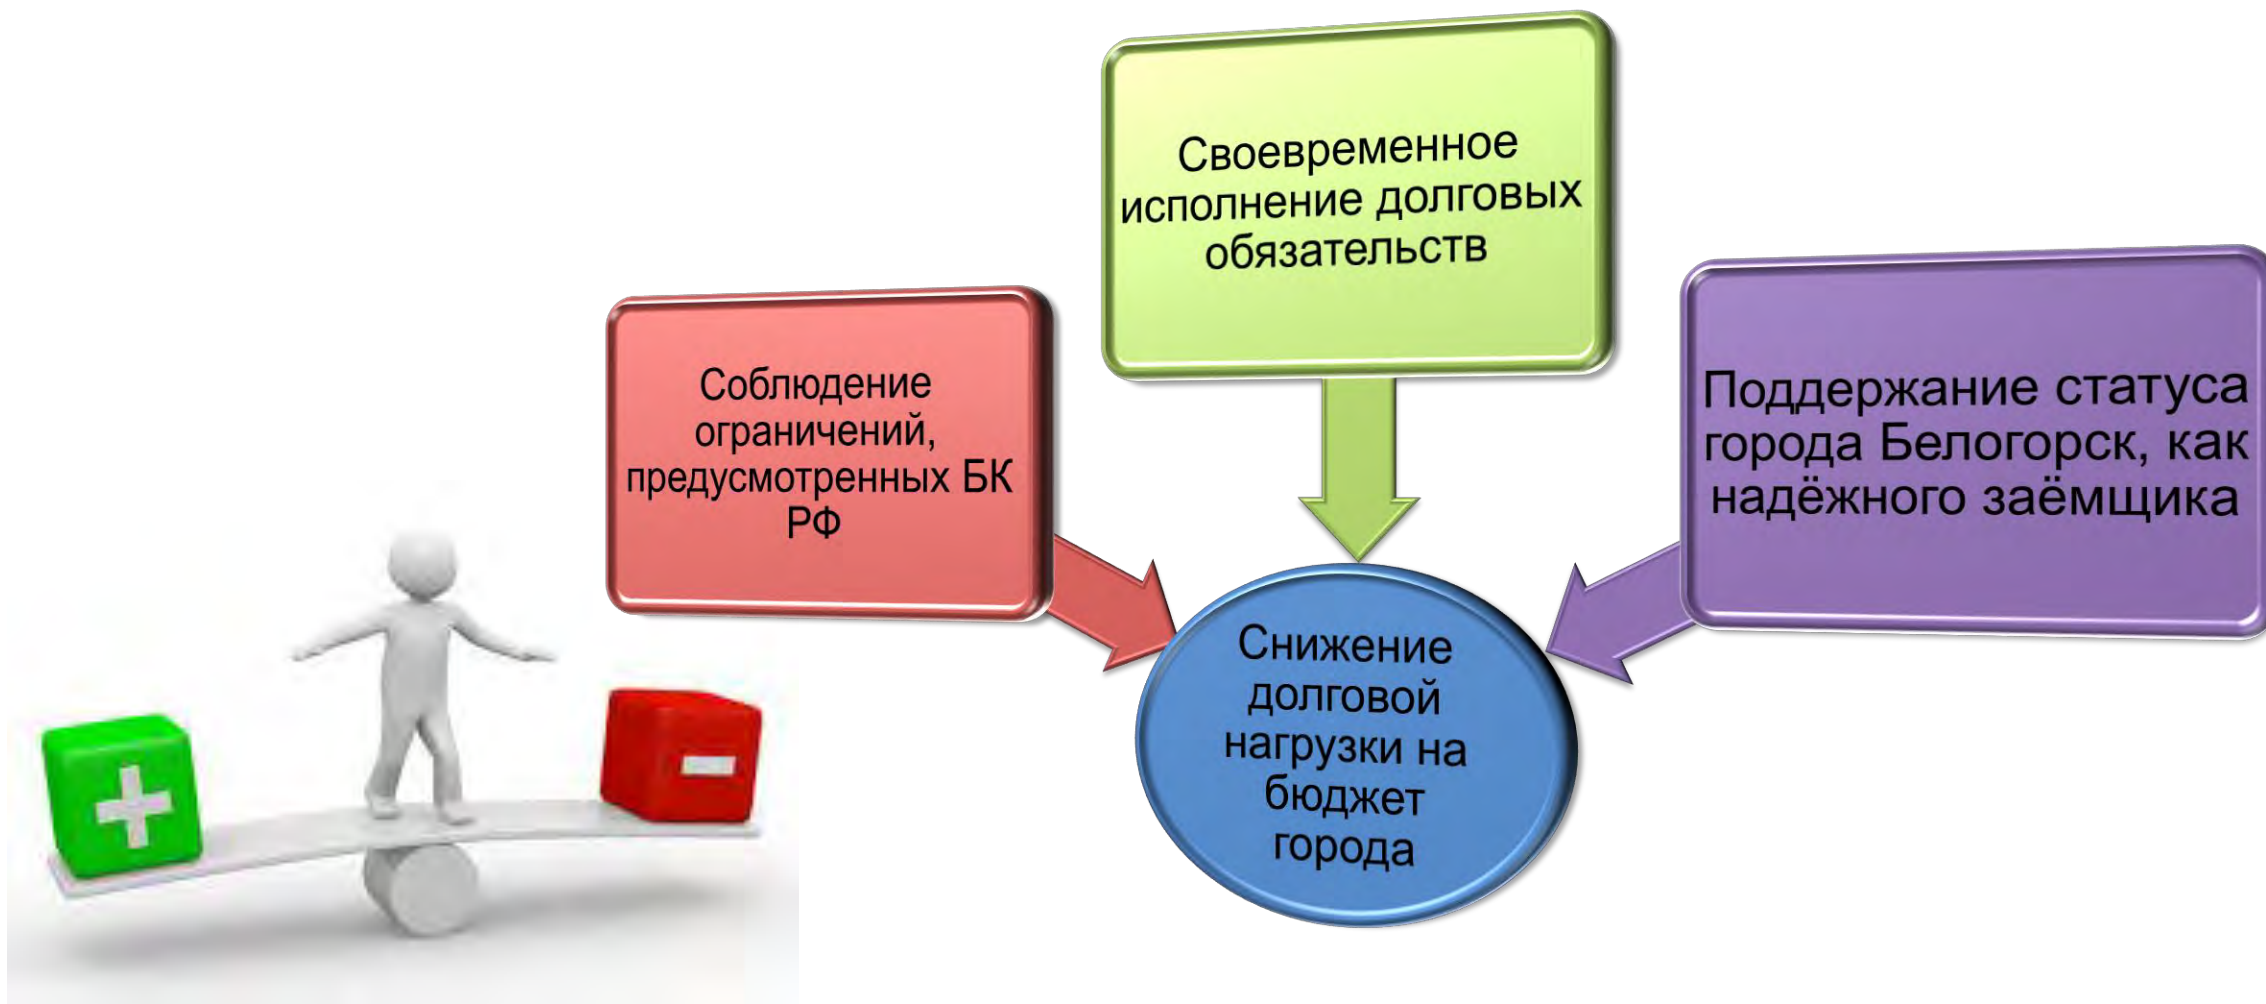 Своевременное
исполнение долговых
обязательств
Соблюдение
ограничений,
предусмотренных БК
РФ
Поддержание статуса
города Белогорск, как
надёжного заёмщика
Снижение
долговой
нагрузки на
бюджет
города